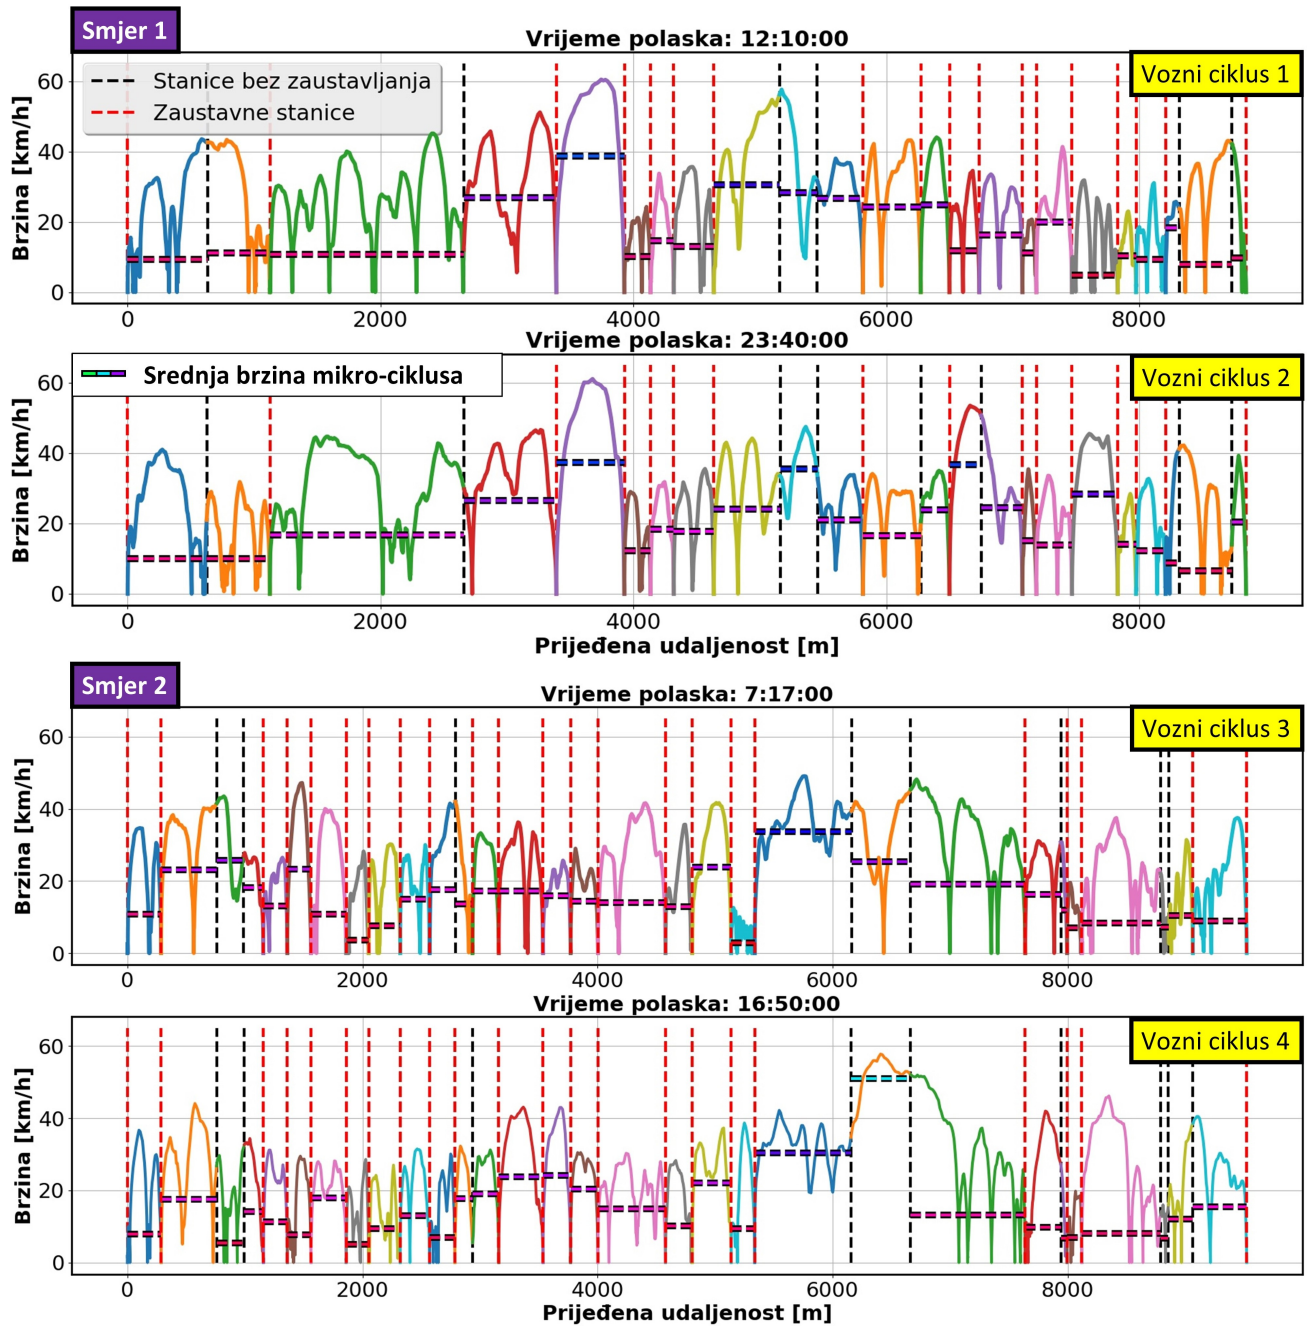 Smjer 1
Vrijeme polaska: 12:10:00
Vozni ciklus 1
Stanice bez zaustavljanja
Zaustavne stanice
Brzina [km/h]
60
40
20
0
0 2000 4000 6000 8000
Vrijeme polaska: 23:40:00
Vozni ciklus 2
Srednja brzina mikro-ciklusa
Brzina [km/h]
60
40
20
0
0 2000 4000 6000 8000
Prijeđena udaljenost [m]
Smjer 2
Vrijeme polaska: 7:17:00
Vozni ciklus 3
Brzina [km/h]
60
40
20
0
0 2000 4000 6000 8000
Vrijeme polaska: 16:50:00
Vozni ciklus 4
Brzina [km/h]
60
40
20
0
0 2000 4000 6000 8000
Prijeđena udaljenost [m]